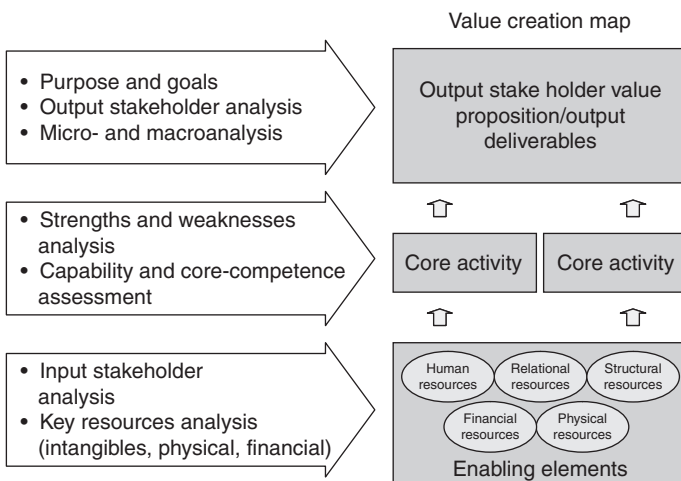 Value creation map
• Purpose and goals
• Output stakeholder analysis
• Micro- and macroanalysis
Output stake holder value
proposition/output
deliverables
• Strengths and weaknesses
analysis
• Capability and core-competence
assessment
Core activity
Core activity
• Input stakeholder
analysis
• Key resources analysis
(intangibles, physical, financial)
Human
resources
Relational
resources
Structural
resources
Financial
resources
Physical
resources
Enabling elements